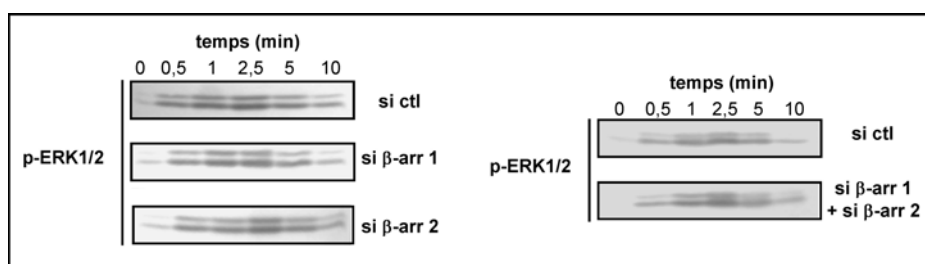 temps (min)
0 0,5 1 2,5 5 10
si ctl
p-ERK1/2
si β-arr 1
si β-arr 2
temps (min)
0 0,5 1 2,5 5 10
si ctl
p-ERK1/2
si β-arr 1
+ si β-arr 2